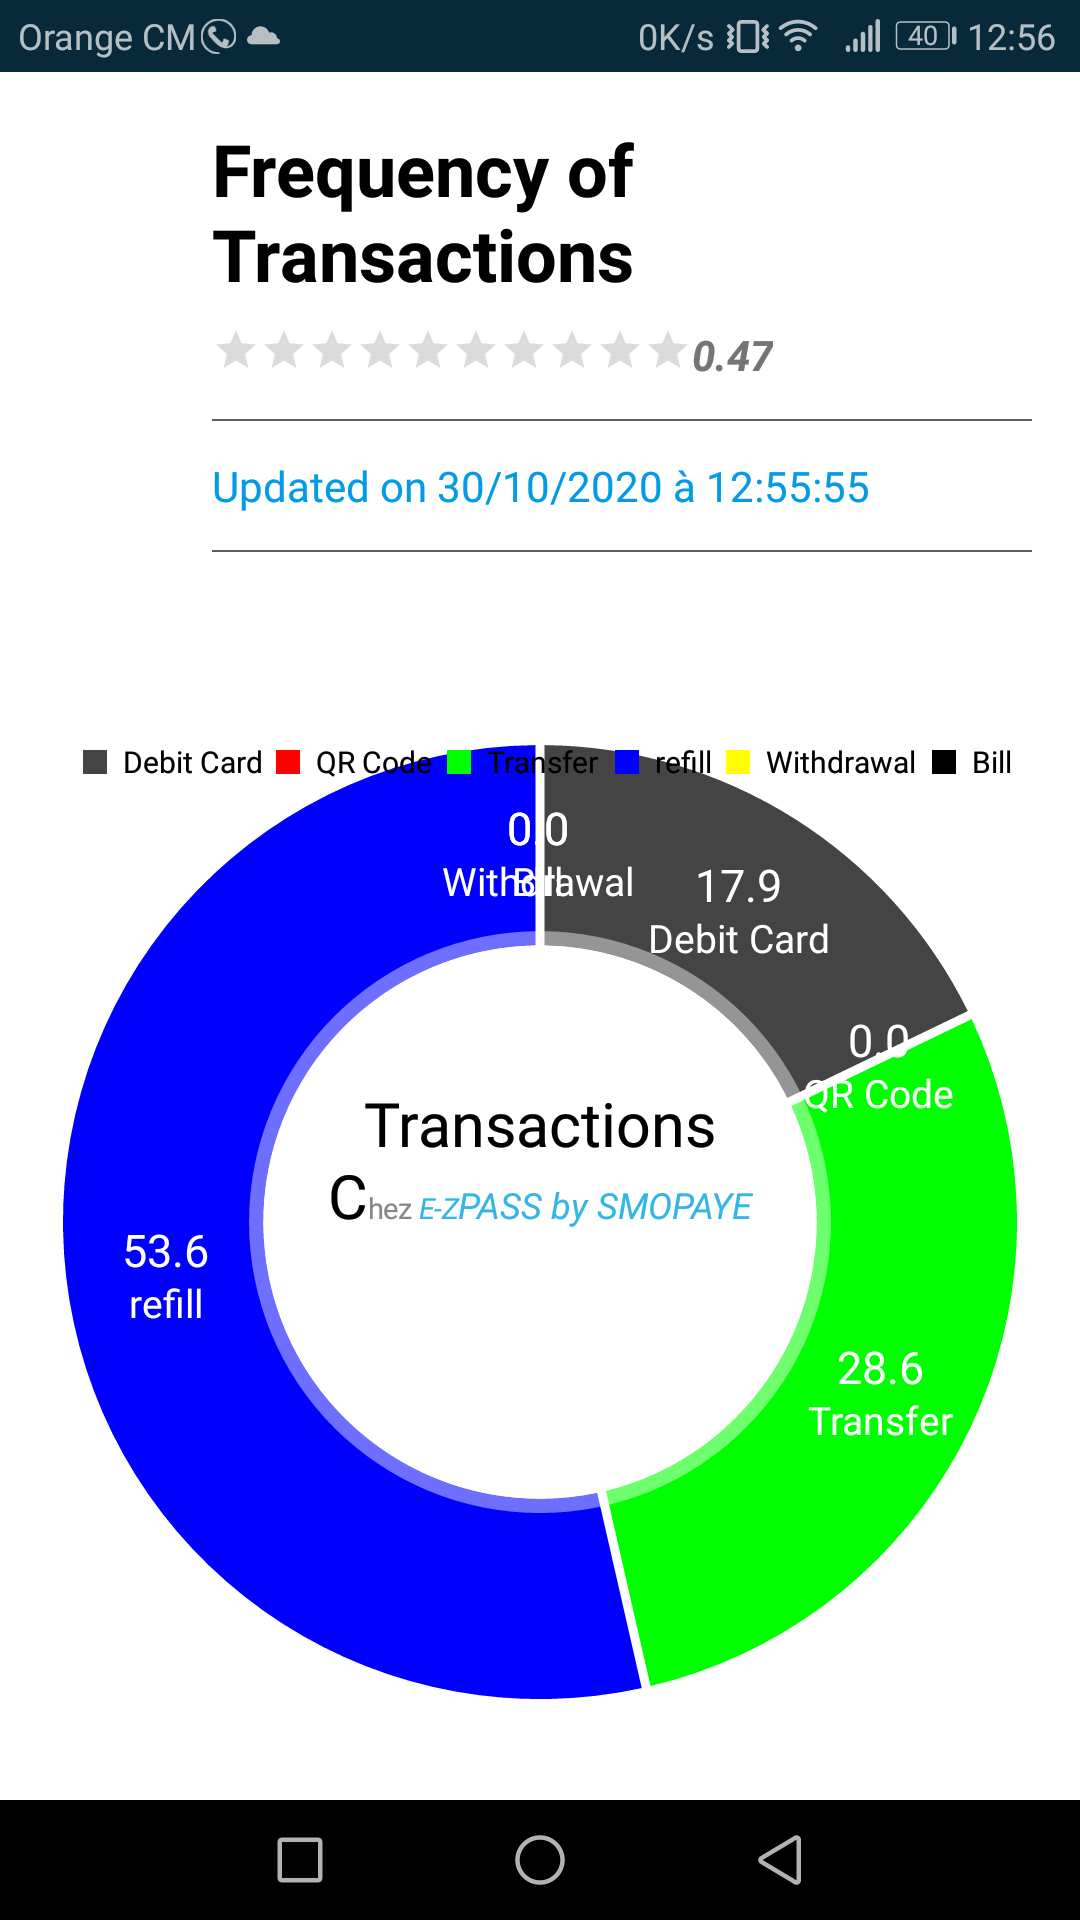 Orange CM 0K/s 40 12:56
Frequency of
Transactions
0.47
Updated on 30/10/2020 à 12:55:55
Debit Card QR Code Transfer refill Withdrawal Bill
0.0
Withdrawal
Bill
17.9
Debit Card
0.0
QR Code
Transactions
Chez E-ZPASS by SMOPAYE
53.6
refill
28.6
Transfer